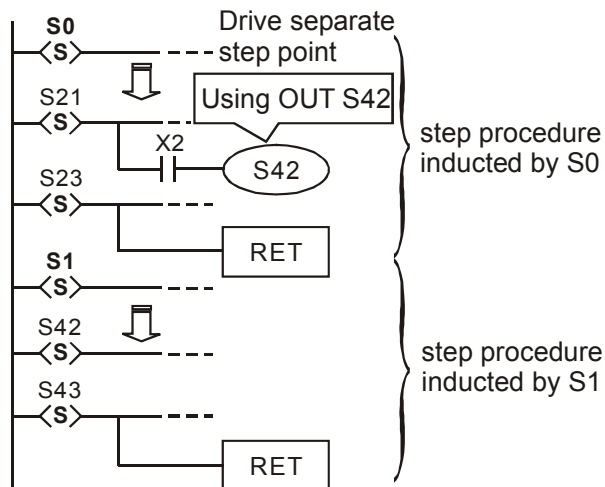 S0
S
Drive separate
step point
S21
S
Using OUT S42
X2
S42
step procedure
inducted by S0
S23
S
RET
S1
S
S42
S
step procedure
inducted by S1
S43
S
RET